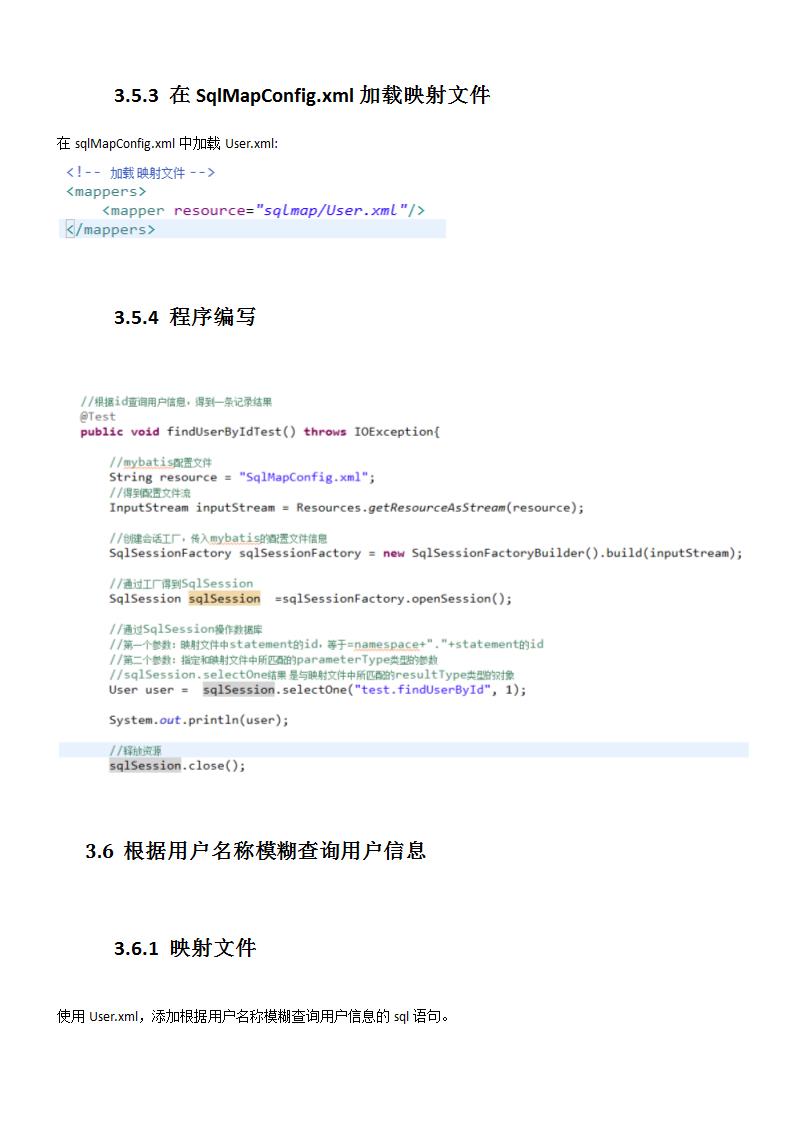 3.5.3 在 SqlMapConfig.xml 加载映射文件
在 sqlMapConfig.xml 中加载 User.xml:
<!-- 加载 映射文件 -->
<mappers>
<mapper resource="sqlmap/User.xml"/>
</mappers>
3.5.4 程序编写
//根据id查询用户信息，得到一条记录结果
@Test
public void findUserByIdTest() throws IOException{
//mybatis配置文件
String resource = "SqlMapConfig.xml";
//得到配置文件流
InputStream inputStream = Resources.getResourceAsStream(resource);
//创建会话工厂，传入mybatis的配置文件信息
SqlSessionFactory sqlSessionFactory = new SqlSessionFactoryBuilder().build(inputStream);
//通过工厂得到SqlSession
SqlSession sqlSession =sqlSessionFactory.openSession();
//通过SqlSession操作数据库
//第一个参数：映射文件中statement的id，等于=namespace+"."+statement的id
//第二个参数：指定和映射文件中所匹配的parameterType类型的参数
//sqlSession.selectOne结果 是与映射文件中所匹配的resultType类型的对象
User user = sqlSession.selectOne("test.findUserById", 1);
System.out.println(user);
//释放资源
sqlSession.close();
3.6 根据用户名称模糊查询用户信息
3.6.1 映射文件
使用 User.xml，添加根据用户名称模糊查询用户信息的 sql 语句。